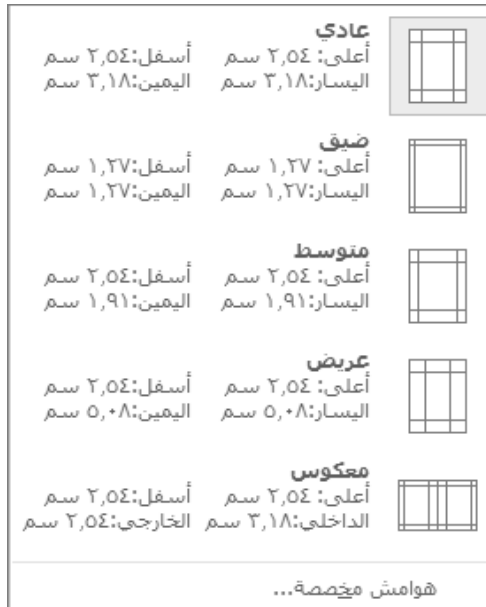 عادي
أعلى: ٢,٥٤ سم أسفل:٢,٥٤ سم
اليسار:٣,١٨ سم اليمين:٣,١٨ سم
ضيق
أعلى: ١,٢٧ سم أسفل:١,٢٧ سم
اليسار:١,٢٧ سم اليمين:١,٢٧ سم
متوسط
أعلى: ٢,٥٤ سم أسفل:٢,٥٤ سم
اليسار:١,٩١ سم اليمين:١,٩١ سم
عريض
أعلى: ٢,٥٤ سم أسفل:٢,٥٤ سم
اليسار:٥,٠٨ سم اليمين:٥,٠٨ سم
معكوس
أعلى: ٢,٥٤ سم أسفل:٢,٥٤ سم
الداخلي:٣,١٨ سم الخارجي:٢,٥٤ سم
هوامش مخصصة...